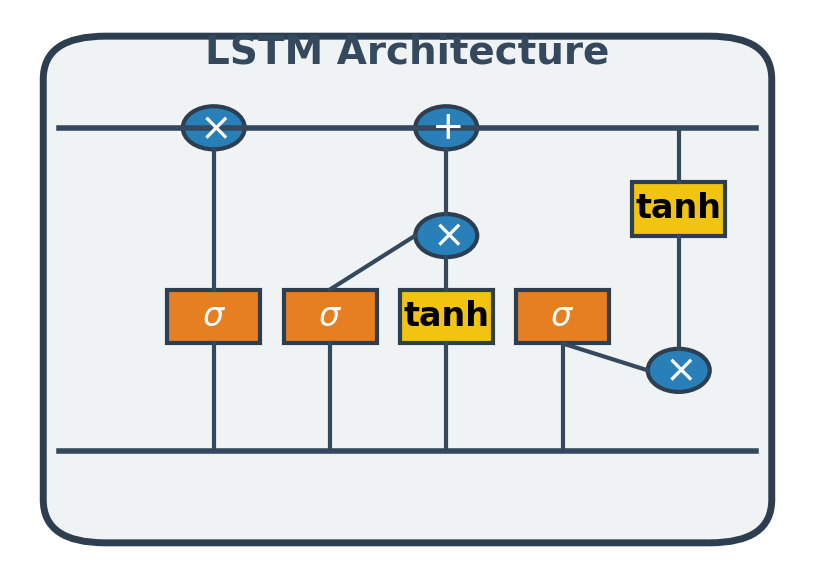 LSTM Architecture
× +
tanh
×
σ σ tanh σ
×